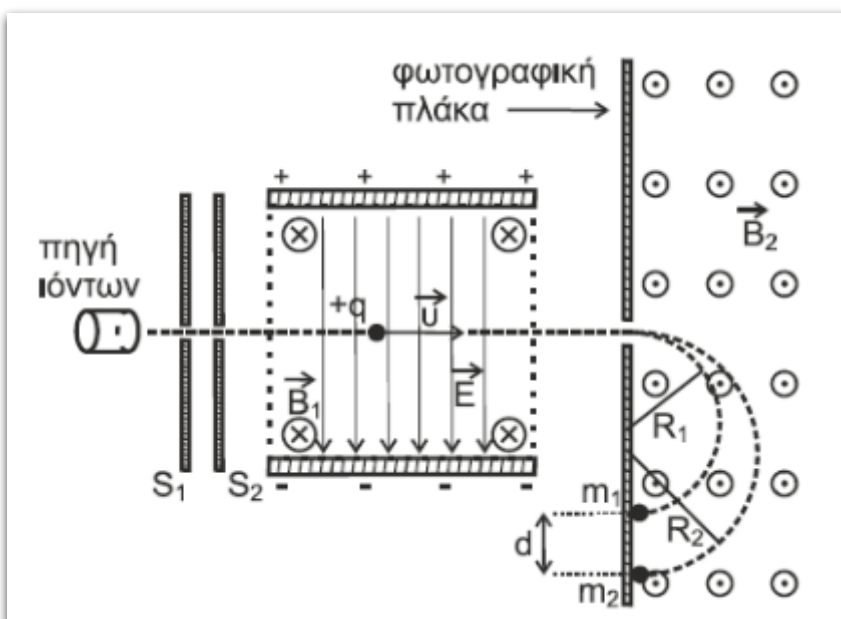 φωτογραφική
πλάκα
+ + + +
πηγή
ιόντων
+q
υ
B₂
B₁
E
R₁
S₁ S₂
- - - -
m₁
R₂
d
m₂